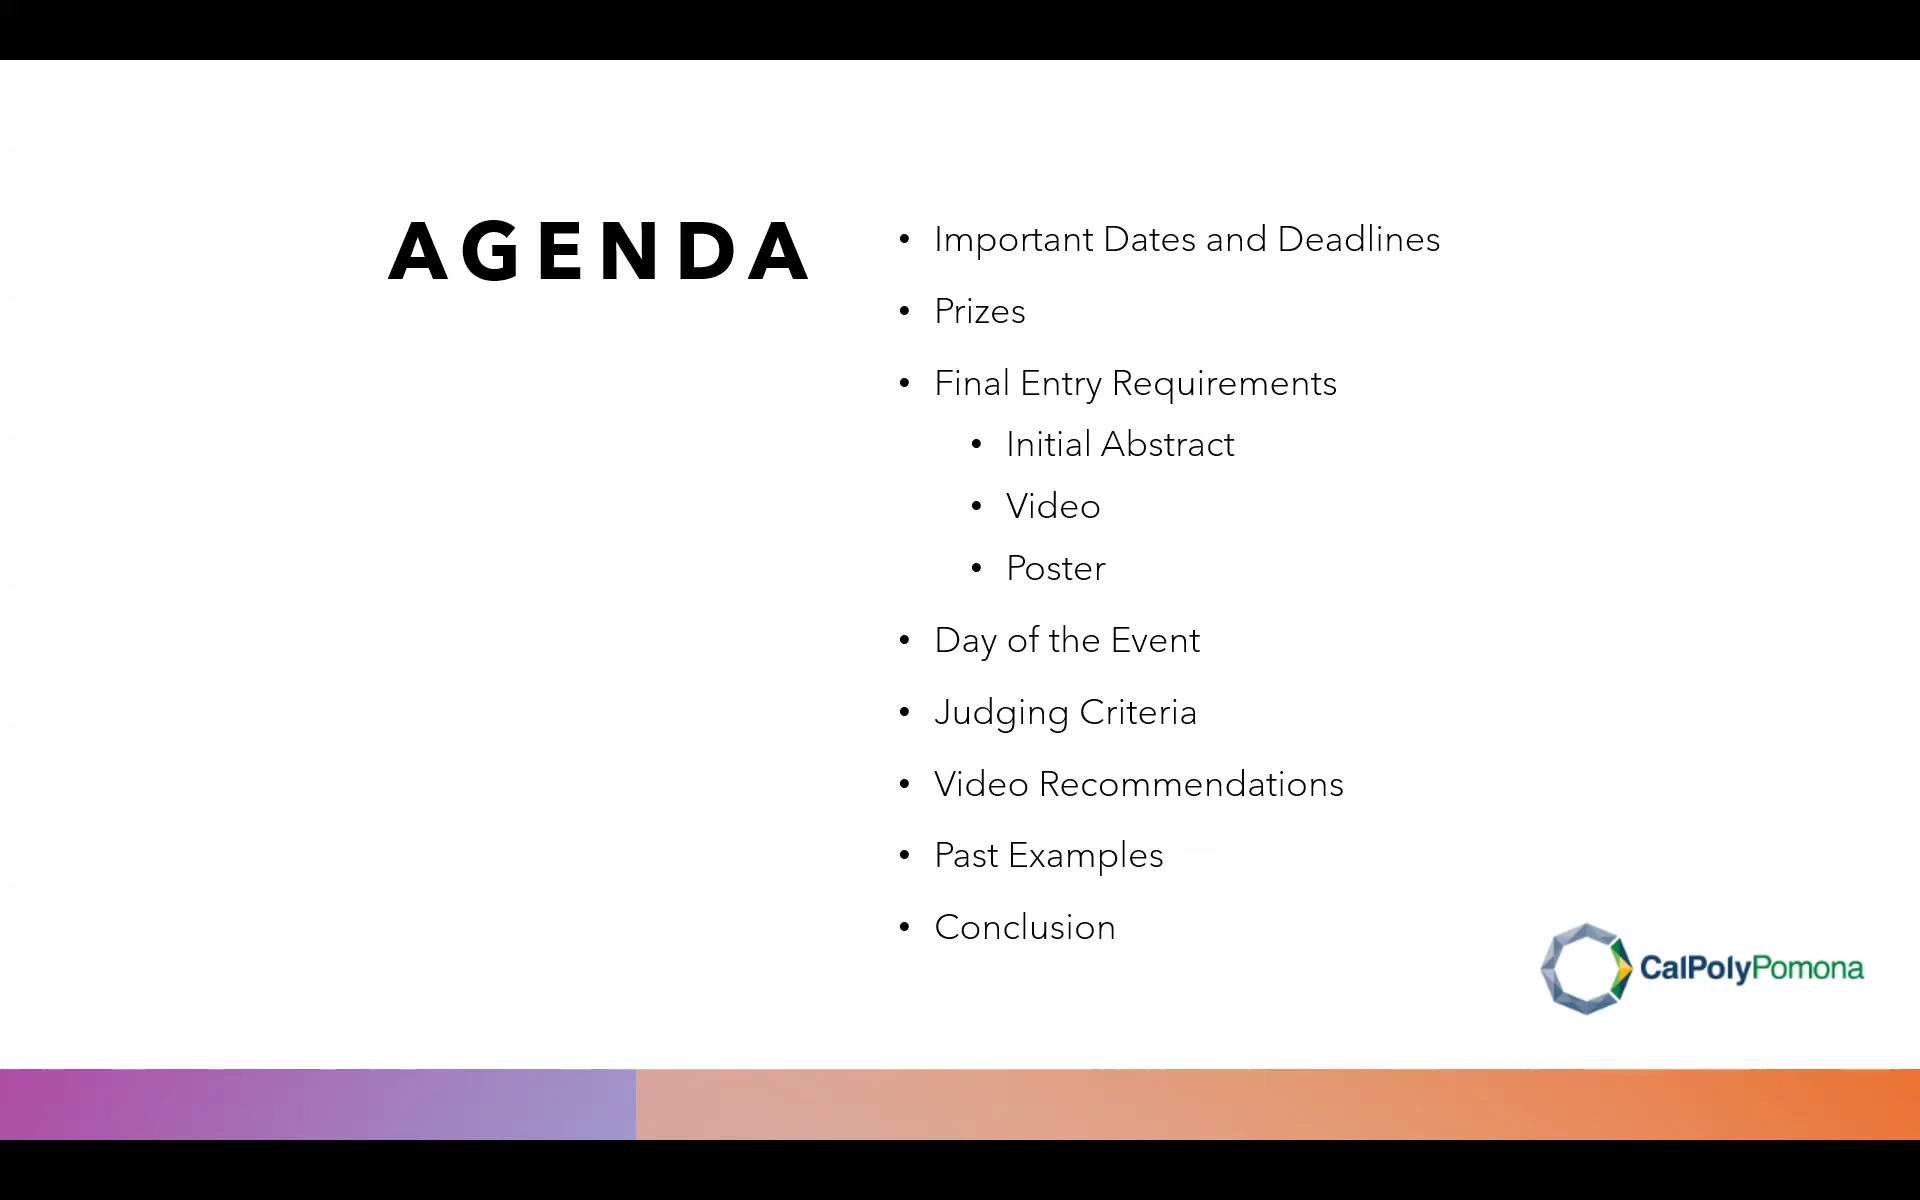 AGENDA
• Important Dates and Deadlines
• Prizes
• Final Entry Requirements
• Initial Abstract
• Video
• Poster
• Day of the Event
• Judging Criteria
• Video Recommendations
• Past Examples
• Conclusion
CalPolyPomona